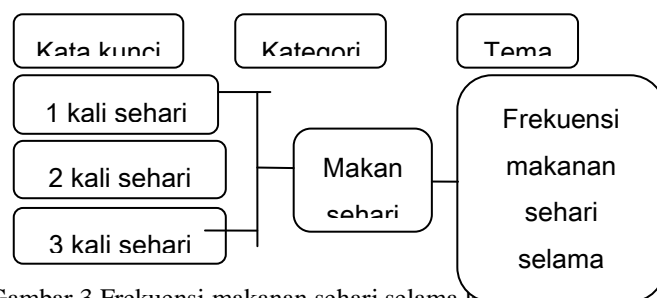 Kata kunci
Kategori
Tema
1 kali sehari
2 kali sehari
3 kali sehari
Makan
sehari
Frekuensi
makanan
sehari
selama
Gambar 3 Frekuensi makanan sehari selama